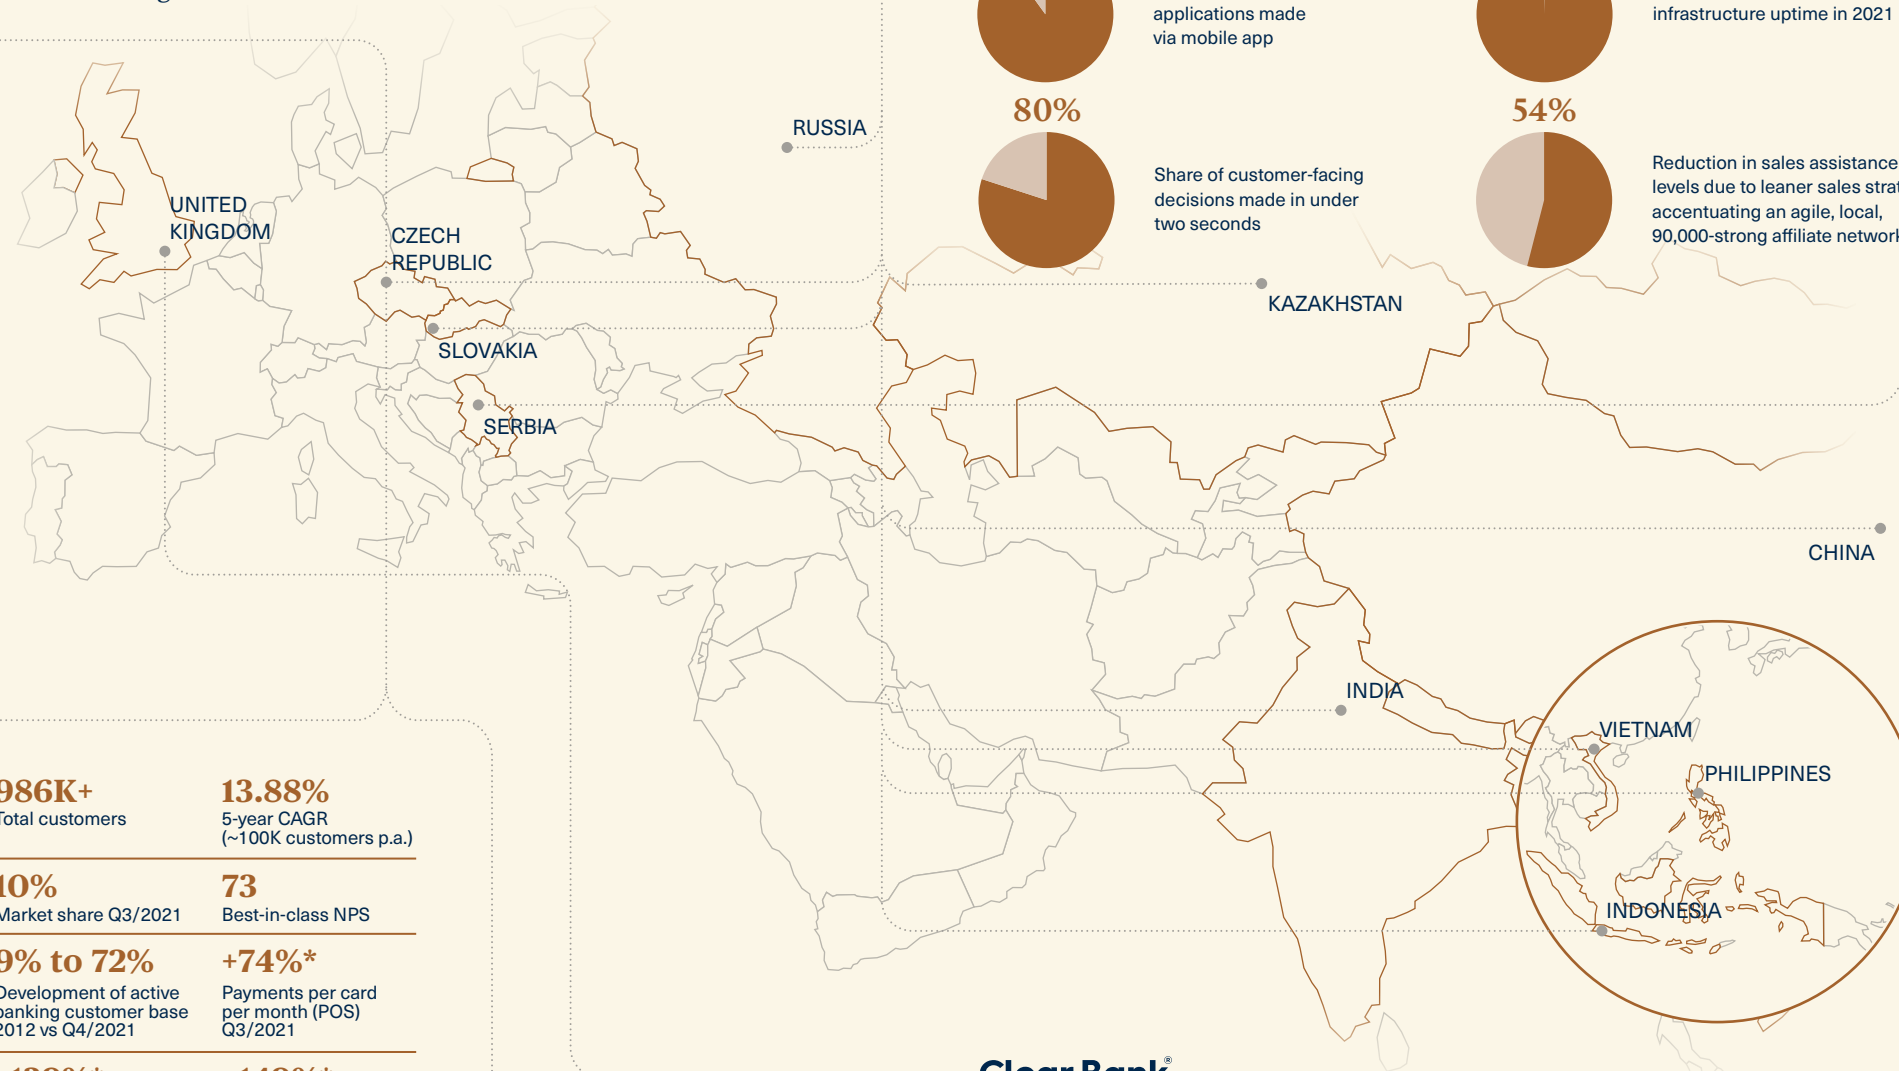 applications made
via mobile app
infrastructure uptime in 2021
80%
Share of customer-facing
decisions made in under
two seconds
54%
Reduction in sales assistance
levels due to leaner sales
accentuating an agile, local,
90,000-strong affiliate
RUSSIA
UNITED
KINGDOM
CZECH
REPUBLIC
KAZAKHSTAN
SLOVAKIA
SERBIA
CHINA
INDIA
VIETNAM
PHILIPPINES
INDONESIA
986K+
Total customers
13.88%
5-year CAGR
(~100K customers p.a.)
10%
Market share Q3/2021
73
Best-in-class NPS
9% to 72%
Development of active
banking customer base
2012 vs Q4/2021
+74%*
Payments per card
per month (POS)
Q3/2021
Clear.Bank®